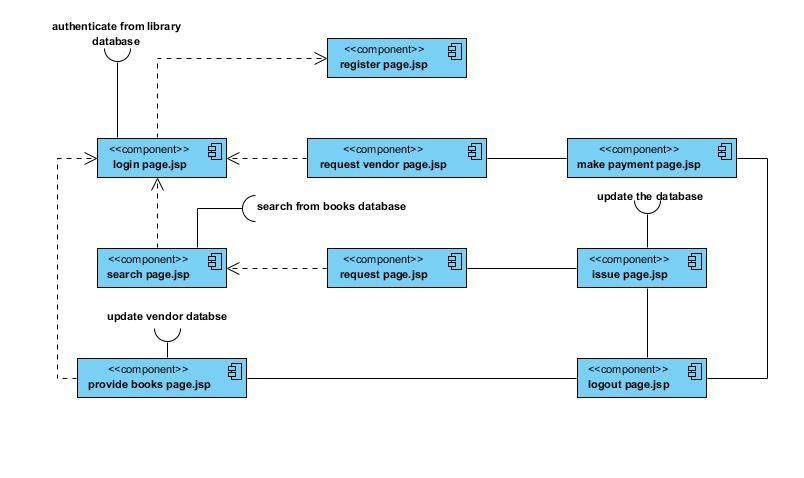 authenticate from library
database
<<component>>
register page.jsp
<<component>>
login page.jsp
<<component>>
request vendor page.jsp
<<component>>
make payment page.jsp
search from books database
update the database
<<component>>
search page.jsp
<<component>>
request page.jsp
<<component>>
issue page.jsp
update vendor databse
<<component>>
provide books page.jsp
<<component>>
logout page.jsp